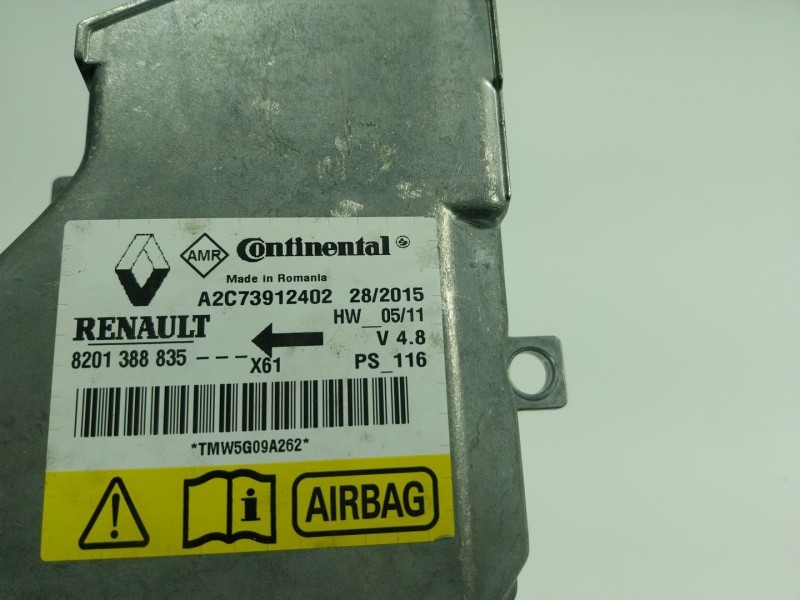 AMR Continental
Made in Romania
A2C73912402 28/2015
RENAULT HW__05/11
V 4.8
8201 388 835 - - - X61 PS_116
*TMW5G09A262*
AIRBAG